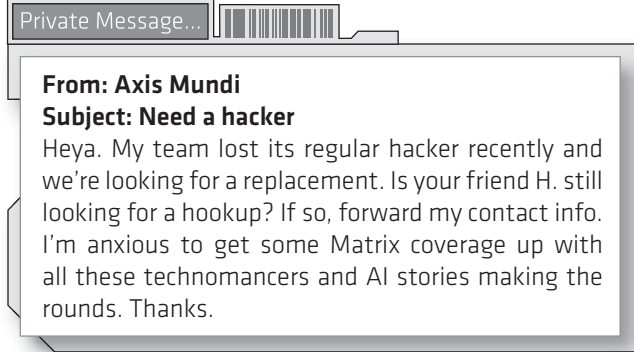 Private Message...
From: Axis Mundi
Subject: Need a hacker
Heya. My team lost its regular hacker recently and
we're looking for a replacement. Is your friend H. still
looking for a hookup? If so, forward my contact info.
I'm anxious to get some Matrix coverage up with
all these technomancers and AI stories making the
rounds. Thanks.